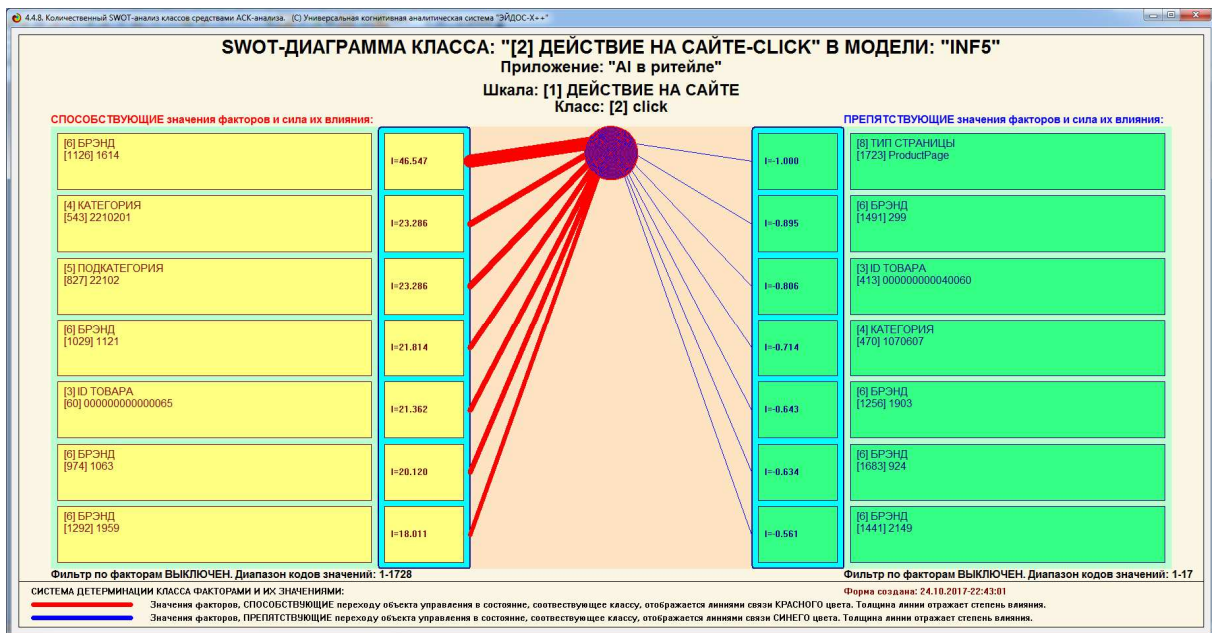 4.4.8. Количественный SWOT-анализ классов средствами АСК-анализа. (C) Универсальная когнитивная аналитическая система "ЭЙДОС-X++"
SWOT-ДИАГРАММА КЛАССА: "[2] ДЕЙСТВИЕ НА САЙТЕ-CLICK" В МОДЕЛИ: "INF5"
Приложение: "AI в ритейле"
Шкала: [1] ДЕЙСТВИЕ НА САЙТЕ
Класс: [2] click
СПОСОБСТВУЮЩИЕ значения факторов и сила их влияния:
[6] БРЭНД
[1126] 1614
I=46.547
[4] КАТЕГОРИЯ
[543] 2210201
I=23.286
[5] ПОДКАТЕГОРИЯ
[827] 22102
I=23.286
[6] БРЭНД
[1029] 1121
I=21.814
[3] ID ТОВАРА
[60] 000000000000065
I=21.362
[6] БРЭНД
[974] 1063
I=20.120
[6] БРЭНД
[1292] 1959
I=18.011
Фильтр по факторам ВЫКЛЮЧЕН. Диапазон кодов значений: 1-1728
ПРЕПЯТСТВУЮЩИЕ значения факторов и сила их влияния:
I=-1.000
[8] ТИП СТРАНИЦЫ
[1723] ProductPage
I=-0.895
[6] БРЭНД
[1491] 299
I=-0.806
[3] ID ТОВАРА
[413] 000000000040060
I=-0.714
[4] КАТЕГОРИЯ
[470] 1070607
I=-0.643
[6] БРЭНД
[1256] 1903
I=-0.634
[6] БРЭНД
[1683] 924
I=-0.561
[6] БРЭНД
[1441] 2149
Фильтр по факторам ВЫКЛЮЧЕН. Диапазон кодов значений: 1-17
СИСТЕМА ДЕТЕРМИНАЦИИ КЛАССА ФАКТОРАМИ И ИХ ЗНАЧЕНИЯМИ:
Форма создана: 24.10.2017-22:43:01
Значения факторов, СПОСОБСТВУЮЩИЕ переходу объекта управления в состояние, соотвествующее классу, отображается линиями связи КРАСНОГО цвета. Толщина линии отражает степень влияния.
Значения факторов, ПРЕПЯТСТВУЮЩИЕ переходу объекта управления в состояние, соотвествующее классу, отображается линиями связи СИНЕГО цвета. Толщина линии отражает степень влияния.